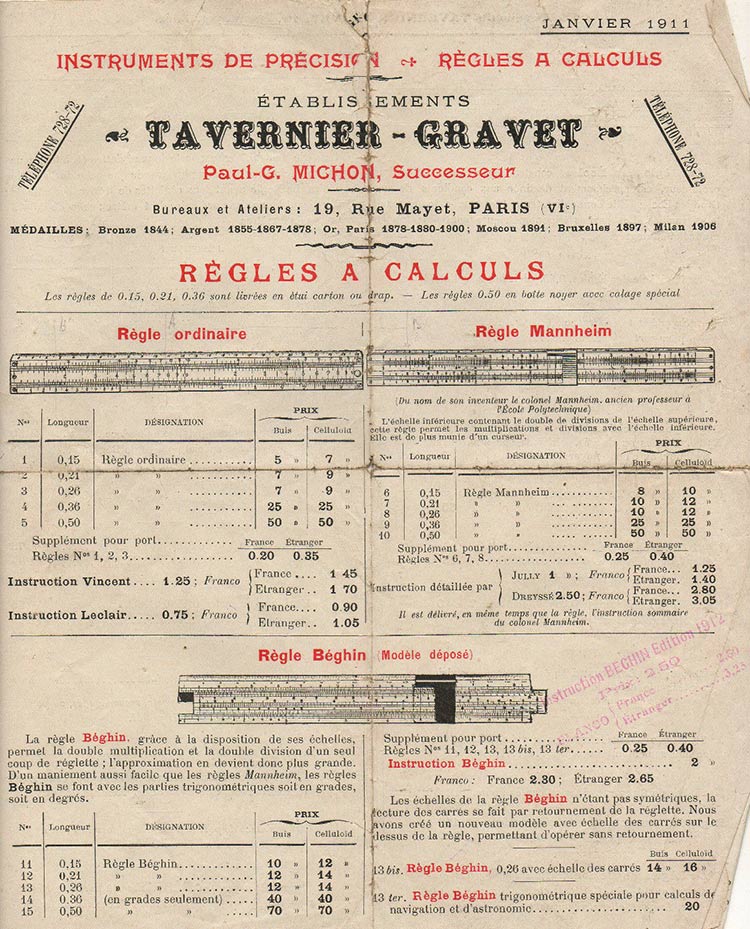 JANVIER 1911
INSTRUMENTS DE PRÉCISION RÈGLES A CALCULS
ÉTABLISSEMENTS
TÉLÉPHONE 728-72
TAVERNIER-GRAVET
TÉLÉPHONE 728-72
Paul-G. MICHON, Successeur
Bureaux et Ateliers : 19, Rue Mayet, PARIS (VIe)
MÉDAILLES; Bronze 1844; Argent 1855-1867-1878; Or, Paris 1878-1880-1900; Moscou 1891; Bruxelles 1897; Milan 1906
RÈGLES A CALCULS
Les règles de 0.15, 0.21, 0.36 sont livrées en étui carton ou drap. — Les règles 0.50 en boîte noyer avec calage spécial
Règle ordinaire
Nos Longueur DÉSIGNATION PRIX
Buis Celluloïd
1 0,15 Règle ordinaire .......... 5 » 7 »
2 0,21 » » .......... 7 » 9 »
3 0,26 » » .......... 7 » 9 »
4 0,36 » » .......... 25 » 25 »
5 0,50 » » .......... 50 » 50 »
Supplément pour port............ France Étranger
Règles Nos 1, 2, 3............ 0.20 0.35
Instruction Vincent.... 1.25; Franco { France.... 1 45
Étranger.. 1 70
Instruction Leclair..... 0.75; Franco { France.... 0.90
Etranger.. 1.05
Règle Mannheim
(Du nom de son inventeur le colonel Mannheim, ancien professeur à
l'École Polytechnique)
L'échelle inférieure contenant le double de divisions de l'échelle supérieure,
cette règle permet les multiplications et divisions avec l'échelle inférieure.
Elle est de plus munie d'un curseur.
Nos Longueur DÉSIGNATION PRIX
Buis Celluloïd
6 0,15 Règle Mannheim.......... 8 » 10 »
7 0,21 » » .......... 10 » 12 »
8 0,26 » » .......... 10 » 12 »
9 0,36 » » .......... 25 » 25 »
10 0,50 » » .......... 50 » 50 »
Supplément pour port............ France Étranger
Règles Nos 6, 7, 8............ 0.25 0.40
Instruction détaillée par { JULLY 1 »; Franco { France... 1.25
Etranger. 1.40
DREYSSÉ 2.50; Franco { France... 2.80
Etranger. 3.05
Il est délivré, en même temps que la règle, l'instruction sommaire
du colonel Mannheim.
Règle Béghin (Modèle déposé)
Instruction BEGHIN Edition 1912
Prix: 2.50
FRANCO { France
Etranger
La règle Béghin, grâce à la disposition de ses échelles,
permet la double multiplication et la double division d'un seul
coup de réglette; l'approximation en devient donc plus grande.
D'un maniement aussi facile que les règles Mannheim, les règles
Béghin se font avec les parties trigonométriques soit en grades,
soit en degrés.
Nos Longueur DÉSIGNATION PRIX
Buis Celluloïd
11 0.15 Règle Béghin............ 10 » 12 »
12 0,21 » » ............ 12 » 14 »
13 0,26 » » ............ 12 » 14 »
14 0.36 (en grades seulement) ..... 40 » 40 »
15 0,50 » » ..... 70 » 70 »
Supplément pour port .......... France Étranger
Règles Nos 11, 12, 13, 13 bis, 13 ter...... 0.25 0.40
Instruction Béghin............ 2 »
Franco: France 2.30; Étranger 2.65
Les échelles de la règle Béghin n'étant pas symétriques, la
lecture des carrés se fait par retournement de la réglette. Nous
avons créé un nouveau modèle avec échelle des carrés sur le
dessus de la règle, permettant d'opérer sans retournement.
Buis Celluloïd
13 bis. Règle Béghin, 0,26 avec échelle des carrés 14 » 16 »
13 ter. Règle Béghin trigonométrique spéciale pour calculs de
navigation et d'astronomie............ 20